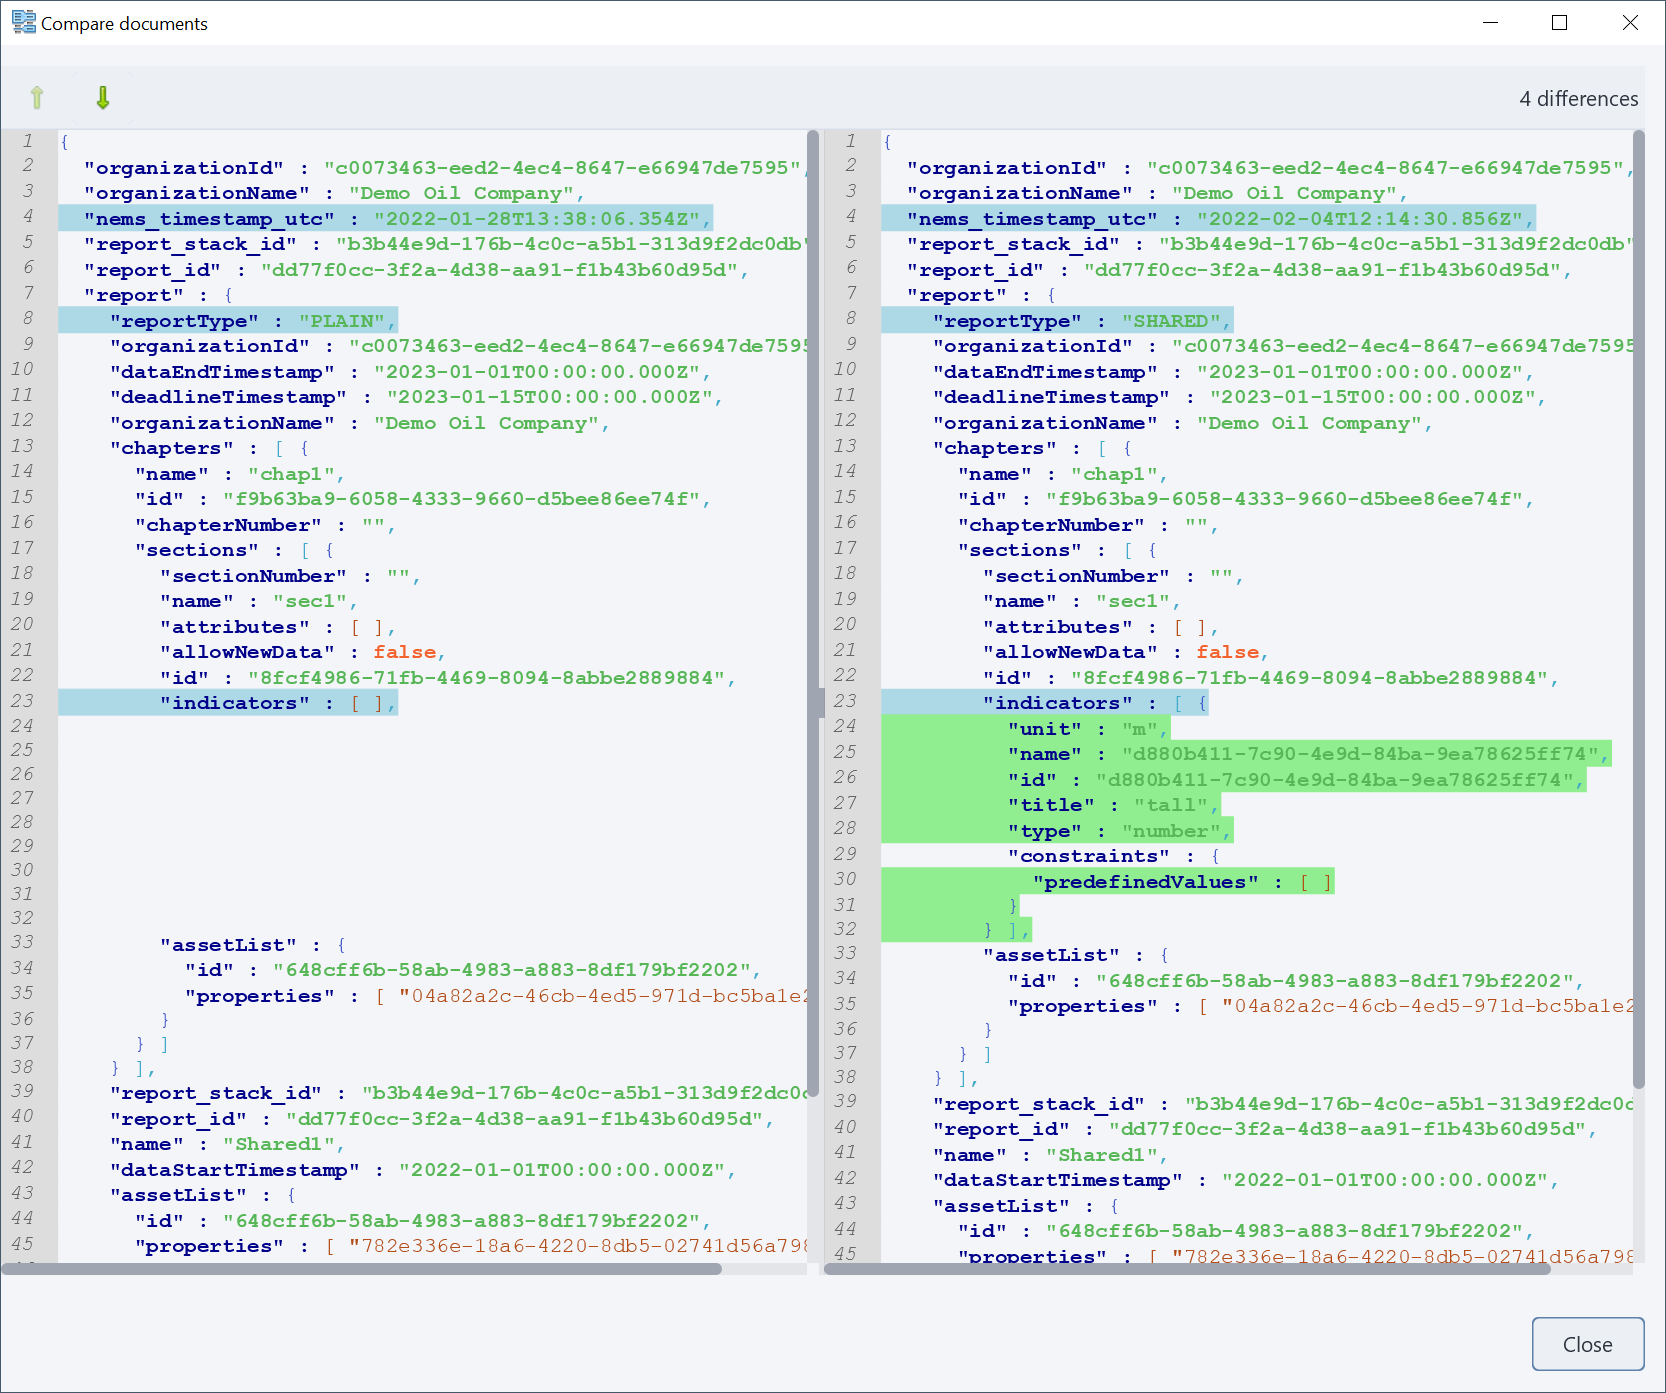 Compare documents
4 differences
1 {
2 "organizationId" : "c0073463-eed2-4ec4-8647-e66947de7595",
3 "organizationName" : "Demo Oil Company",
4 "nems_timestamp_utc" : "2022-01-28T13:38:06.354Z",
5 "report_stack_id" : "b3b44e9d-176b-4c0c-a5b1-313d9f2dc0db"
6 "report_id" : "dd77f0cc-3f2a-4d38-aa91-f1b43b60d95d",
7 "report" : {
8 "reportType" : "PLAIN",
9 "organizationId" : "c0073463-eed2-4ec4-8647-e66947de7595
10 "dataEndTimestamp" : "2023-01-01T00:00:00.000Z",
11 "deadlineTimestamp" : "2023-01-15T00:00:00.000Z",
12 "organizationName" : "Demo Oil Company",
13 "chapters" : [ {
14 "name" : "chap1",
15 "id" : "f9b63ba9-6058-4333-9660-d5bee86ee74f",
16 "chapterNumber" : "",
17 "sections" : [ {
18 "sectionNumber" : "",
19 "name" : "sec1",
20 "attributes" : [ ],
21 "allowNewData" : false,
22 "id" : "8fcf4986-71fb-4469-8094-8abbe2889884",
23 "indicators" : [ ],
24
25
26
27
28
29
30
31
32
33 "assetList" : {
34 "id" : "648cff6b-58ab-4983-a883-8df179bf2202",
35 "properties" : [ "04a82a2c-46cb-4ed5-971d-bc5ba1e2
36 }
37 } ]
38 } ],
39 "report_stack_id" : "b3b44e9d-176b-4c0c-a5b1-313d9f2dc0d
40 "report_id" : "dd77f0cc-3f2a-4d38-aa91-f1b43b60d95d",
41 "name" : "Shared1",
42 "dataStartTimestamp" : "2022-01-01T00:00:00.000Z",
43 "assetList" : {
44 "id" : "648cff6b-58ab-4983-a883-8df179bf2202",
45 "properties" : [ "782e336e-18a6-4220-8db5-02741d56a798
1 {
2 "organizationId" : "c0073463-eed2-4ec4-8647-e66947de7595",
3 "organizationName" : "Demo Oil Company",
4 "nems_timestamp_utc" : "2022-02-04T12:14:30.856Z",
5 "report_stack_id" : "b3b44e9d-176b-4c0c-a5b1-313d9f2dc0db"
6 "report_id" : "dd77f0cc-3f2a-4d38-aa91-f1b43b60d95d",
7 "report" : {
8 "reportType" : "SHARED",
9 "organizationId" : "c0073463-eed2-4ec4-8647-e66947de7595
10 "dataEndTimestamp" : "2023-01-01T00:00:00.000Z",
11 "deadlineTimestamp" : "2023-01-15T00:00:00.000Z",
12 "organizationName" : "Demo Oil Company",
13 "chapters" : [ {
14 "name" : "chap1",
15 "id" : "f9b63ba9-6058-4333-9660-d5bee86ee74f",
16 "chapterNumber" : "",
17 "sections" : [ {
18 "sectionNumber" : "",
19 "name" : "sec1",
20 "attributes" : [ ],
21 "allowNewData" : false,
22 "id" : "8fcf4986-71fb-4469-8094-8abbe2889884",
23 "indicators" : [ {
24 "unit" : "m",
25 "name" : "d880b411-7c90-4e9d-84ba-9ea78625ff74",
26 "id" : "d880b411-7c90-4e9d-84ba-9ea78625ff74",
27 "title" : "tall",
28 "type" : "number",
29 "constraints" : {
30 "predefinedValues" : [ ]
31 }
32 } ],
33 "assetList" : {
34 "id" : "648cff6b-58ab-4983-a883-8df179bf2202",
35 "properties" : [ "04a82a2c-46cb-4ed5-971d-bc5ba1e2
36 }
37 } ]
38 } ],
39 "report_stack_id" : "b3b44e9d-176b-4c0c-a5b1-313d9f2dc0d
40 "report_id" : "dd77f0cc-3f2a-4d38-aa91-f1b43b60d95d",
41 "name" : "Shared1",
42 "dataStartTimestamp" : "2022-01-01T00:00:00.000Z",
43 "assetList" : {
44 "id" : "648cff6b-58ab-4983-a883-8df179bf2202",
45 "properties" : [ "782e336e-18a6-4220-8db5-02741d56a798
Close